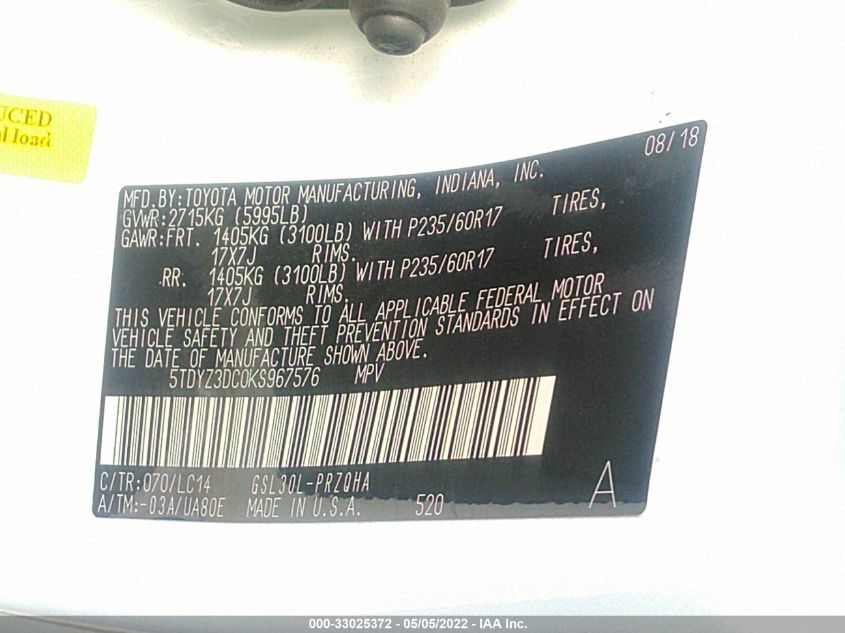 UCED
al load
08/18
MFD.BY:TOYOTA MOTOR MANUFACTURING, INDIANA, INC.
GVWR:2715KG (5995LB)
GAWR:FRT. 1405KG (3100LB) WITH P235/60R17 TIRES,
17X7J RIMS.
RR. 1405KG (3100LB) WITH P235/60R17 TIRES,
17X7J RIMS.
THIS VEHICLE CONFORMS TO ALL APPLICABLE FEDERAL MOTOR
VEHICLE SAFETY AND THEFT PREVENTION STANDARDS IN EFFECT ON
THE DATE OF MANUFACTURE SHOWN ABOVE.
5TDYZ3DC0KS967576 MPV
C/TR:070/LC14 GSL30L-PRZQHA
A/TM:-03A/UA80E MADE IN U.S.A. 520 A
000-33025372 - 05/05/2022 - IAA Inc.